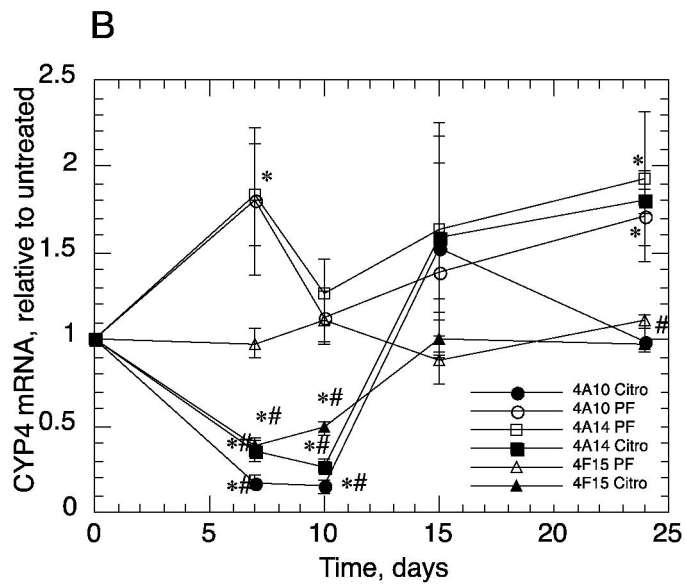 B
CYP4 mRNA, relative to untreated
2.5
2
1.5
1
0.5
0
*
*
*
#
*#
*#
*#
*#
*#
*#
4A10 Citro
4A10 PF
4A14 PF
4A14 Citro
4F15 PF
4F15 Citro
0 5 10 15 20 25
Time, days